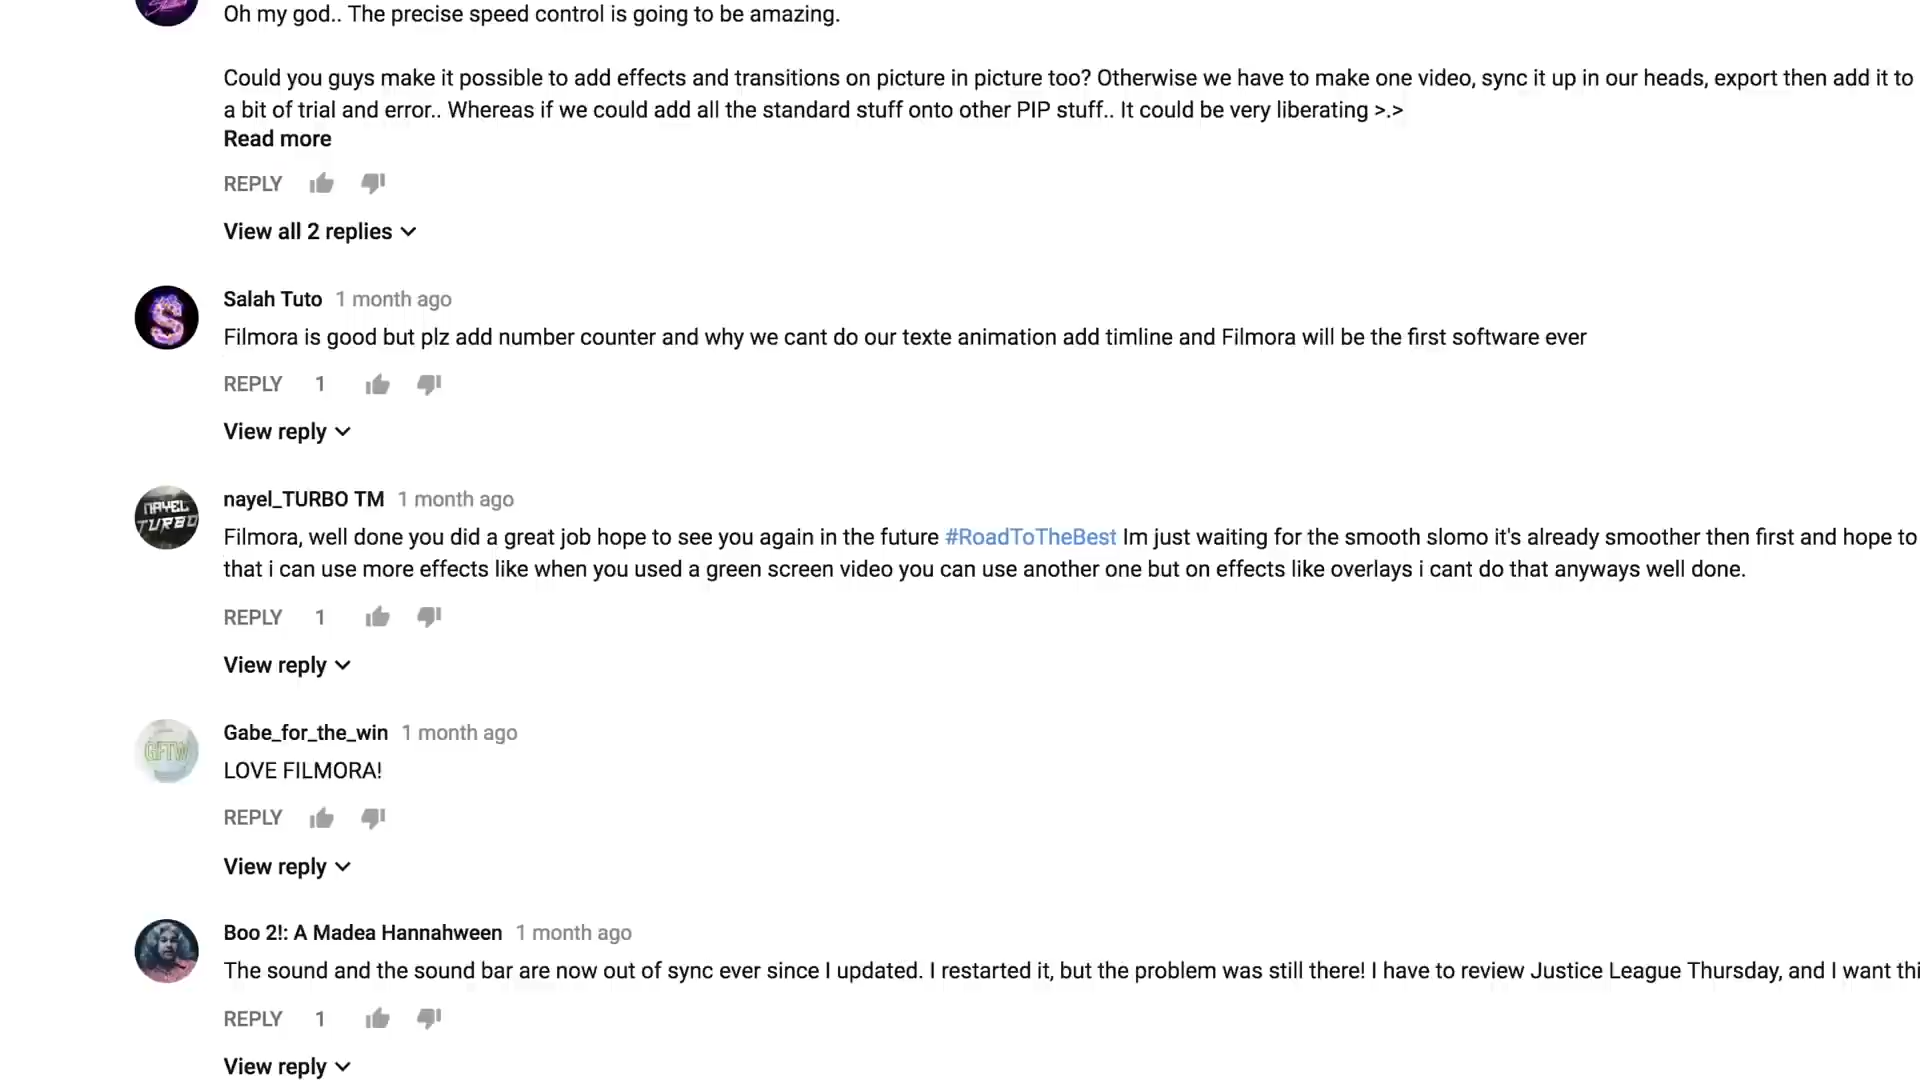 Oh my god.. The precise speed control is going to be amazing.
Could you guys make it possible to add effects and transitions on picture in picture too? Otherwise we have to make one video, sync it up in our heads, export then add it to
a bit of trial and error.. Whereas if we could add all the standard stuff onto other PIP stuff.. It could be very liberating >.>
Read more
REPLY
View all 2 replies
Salah Tuto 1 month ago
Filmora is good but plz add number counter and why we cant do our texte animation add timline and Filmora will be the first software ever
REPLY 1
View reply
NAYEL
TURBO
nayel_TURBO TM 1 month ago
Filmora, well done you did a great job hope to see you again in the future #RoadToTheBest Im just waiting for the smooth slomo it's already smoother then first and hope to
that i can use more effects like when you used a green screen video you can use another one but on effects like overlays i cant do that anyways well done.
REPLY 1
View reply
GFTW
Gabe_for_the_win 1 month ago
LOVE FILMORA!
REPLY
View reply
Boo 2!: A Madea Hannahween 1 month ago
The sound and the sound bar are now out of sync ever since I updated. I restarted it, but the problem was still there! I have to review Justice League Thursday, and I want
REPLY 1
View reply